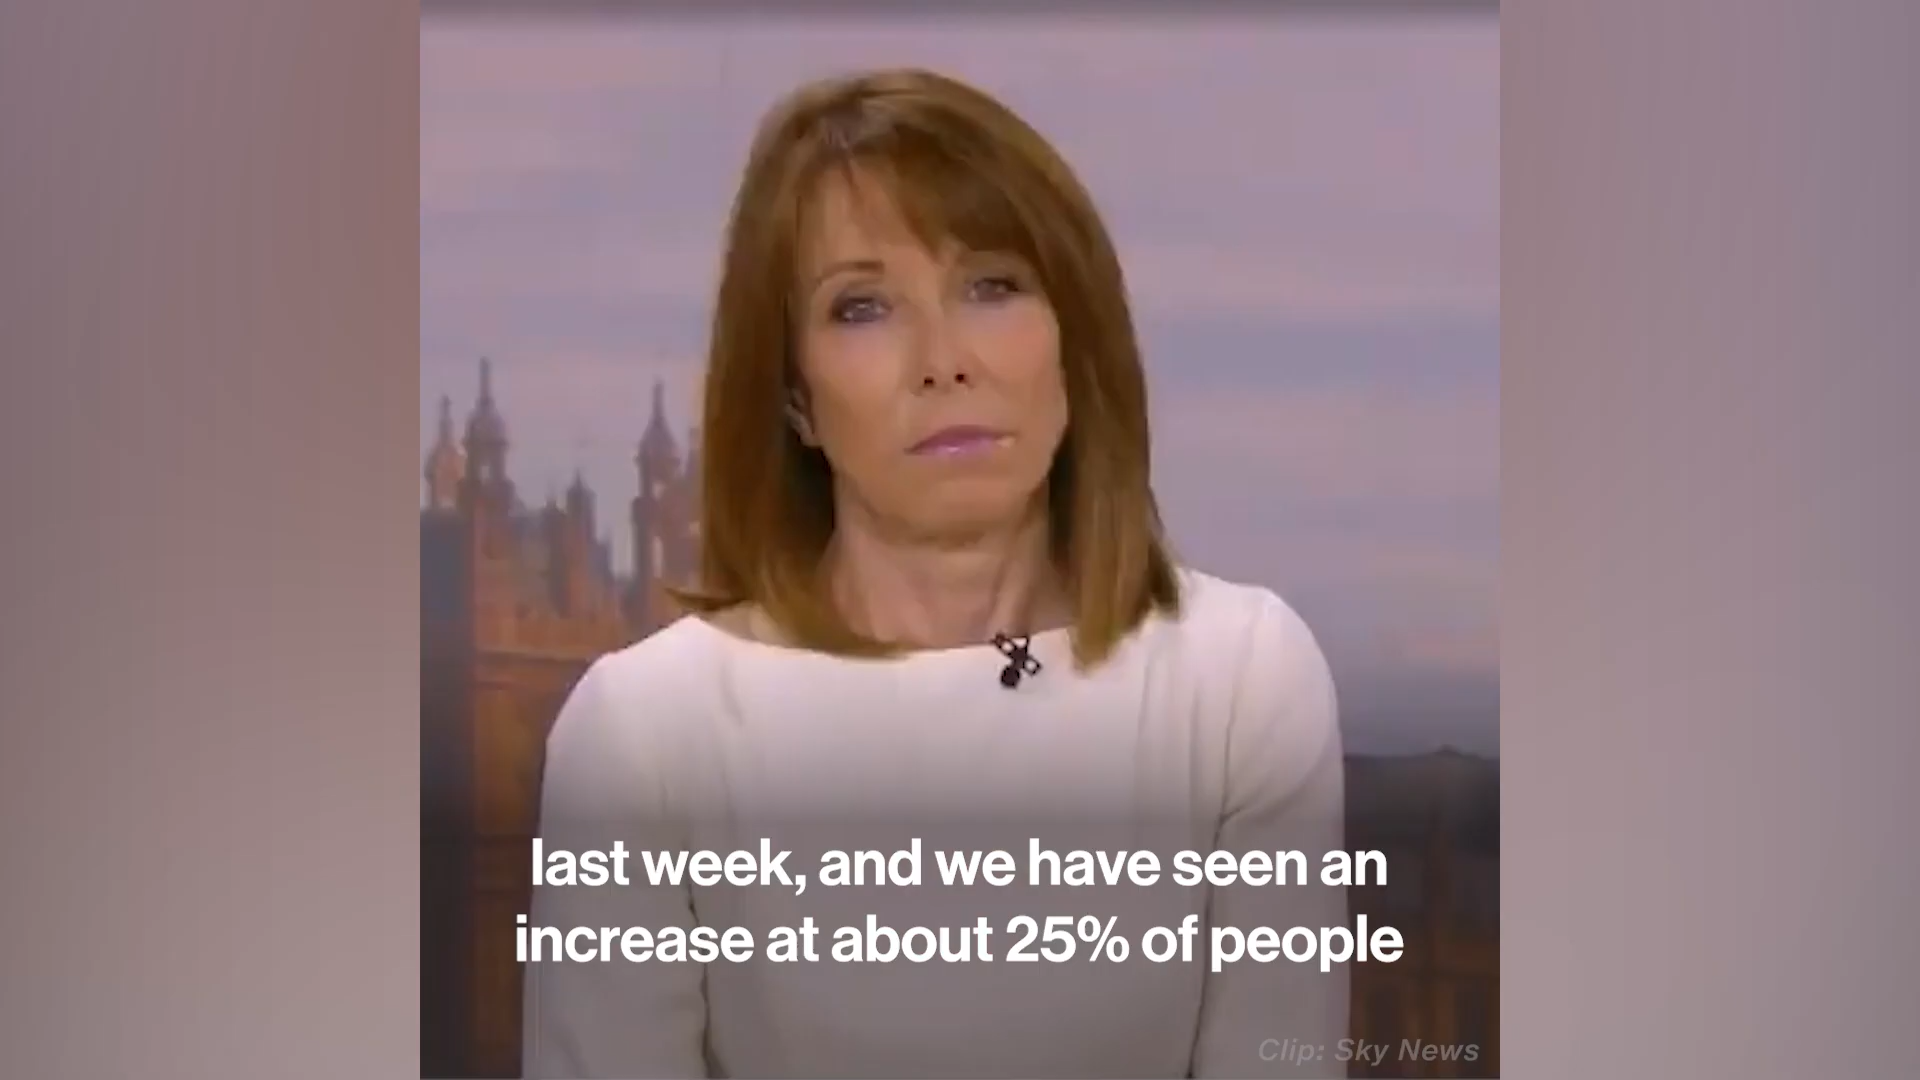 last week, and we have seen an
increase at about 25% of people
Clip: Sky News